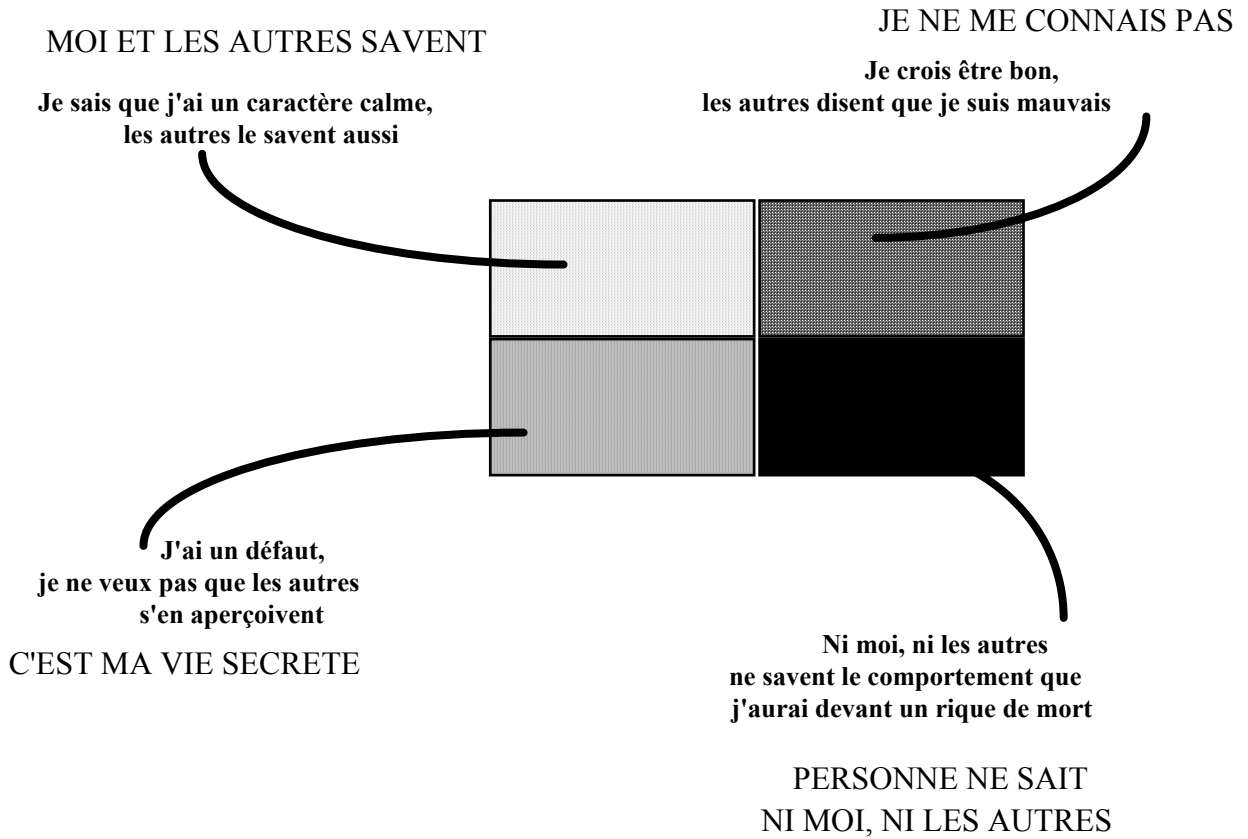 MOI ET LES AUTRES SAVENT
Je sais que j'ai un caractère calme,
les autres le savent aussi
JE NE ME CONNAIS PAS
Je crois être bon,
les autres disent que je suis mauvais
J'ai un défaut,
je ne veux pas que les autres
s'en aperçoivent
C'EST MA VIE SECRETE
Ni moi, ni les autres
ne savent le comportement que
j'aurai devant un rique de mort
PERSONNE NE SAIT
NI MOI, NI LES AUTRES